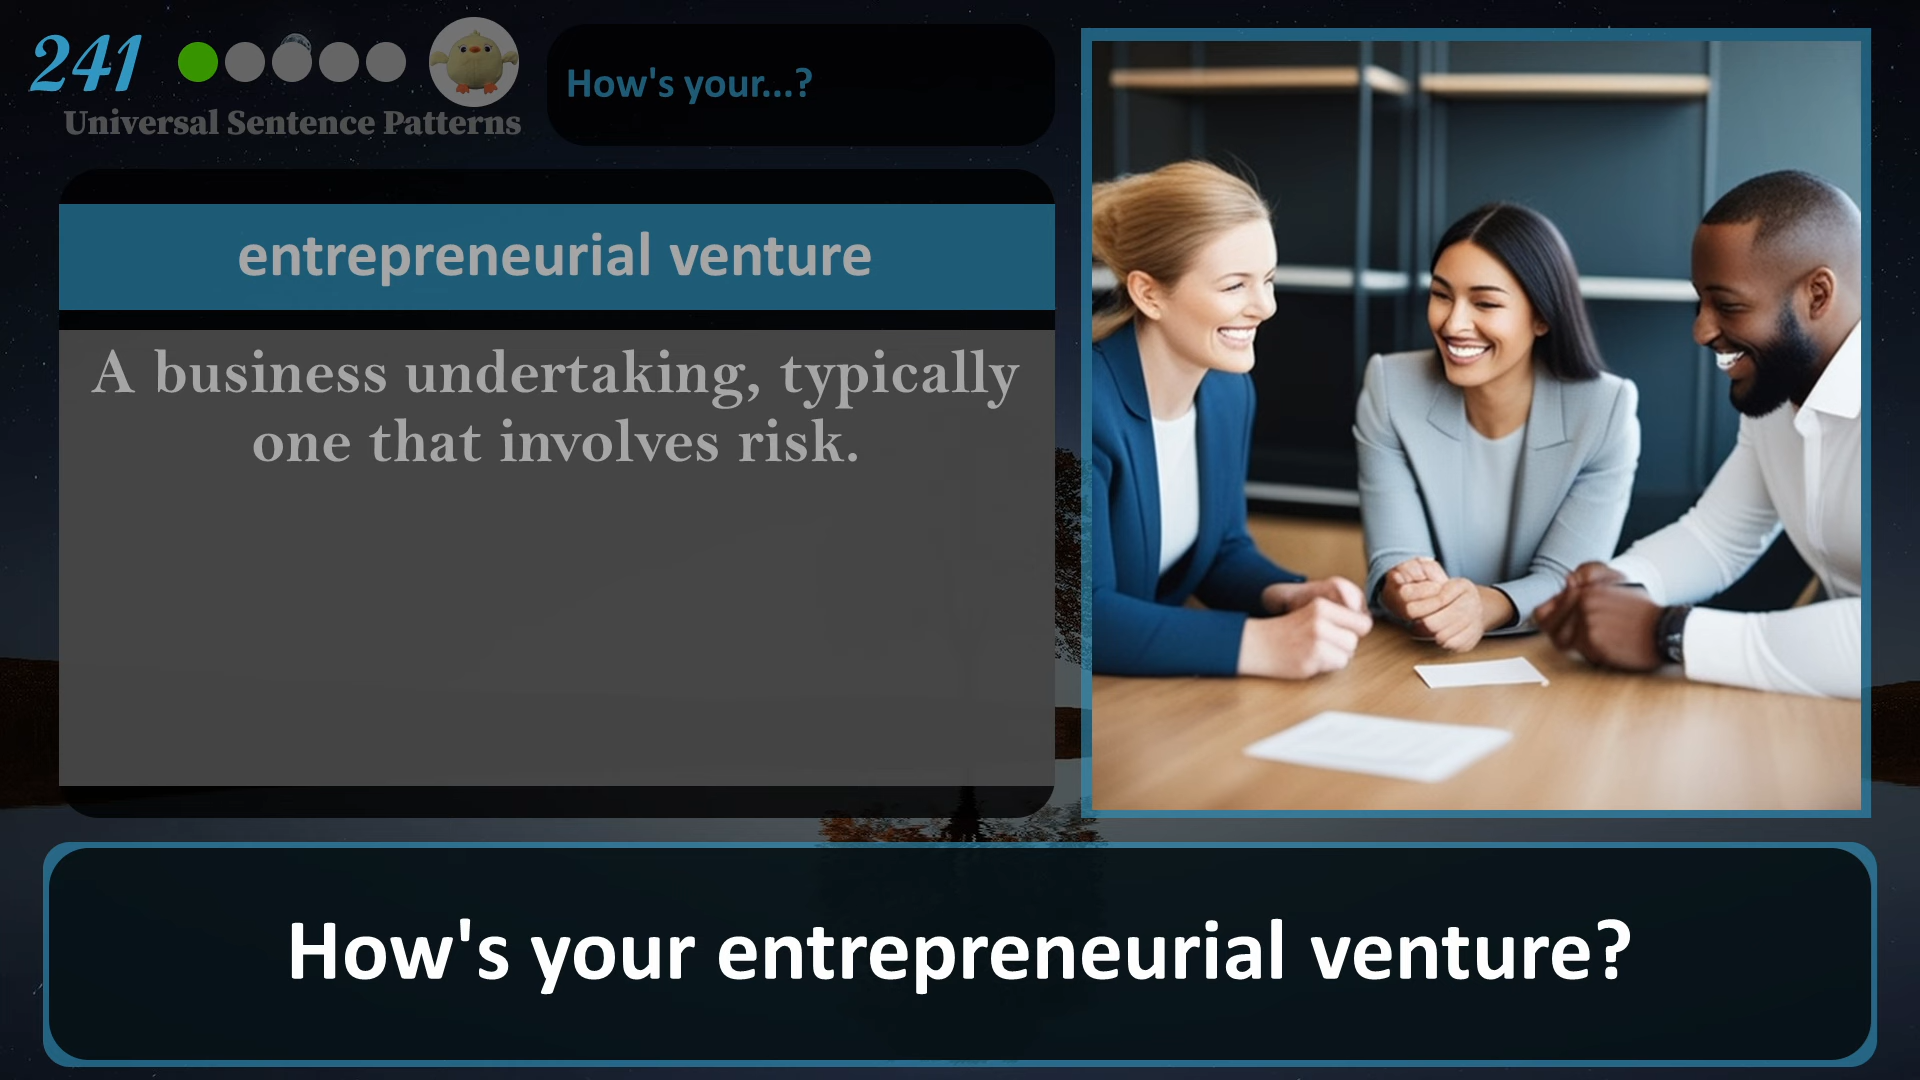 241
Universal Sentence Patterns
How's your...?
entrepreneurial venture
A business undertaking, typically
one that involves risk.
How's your entrepreneurial venture?